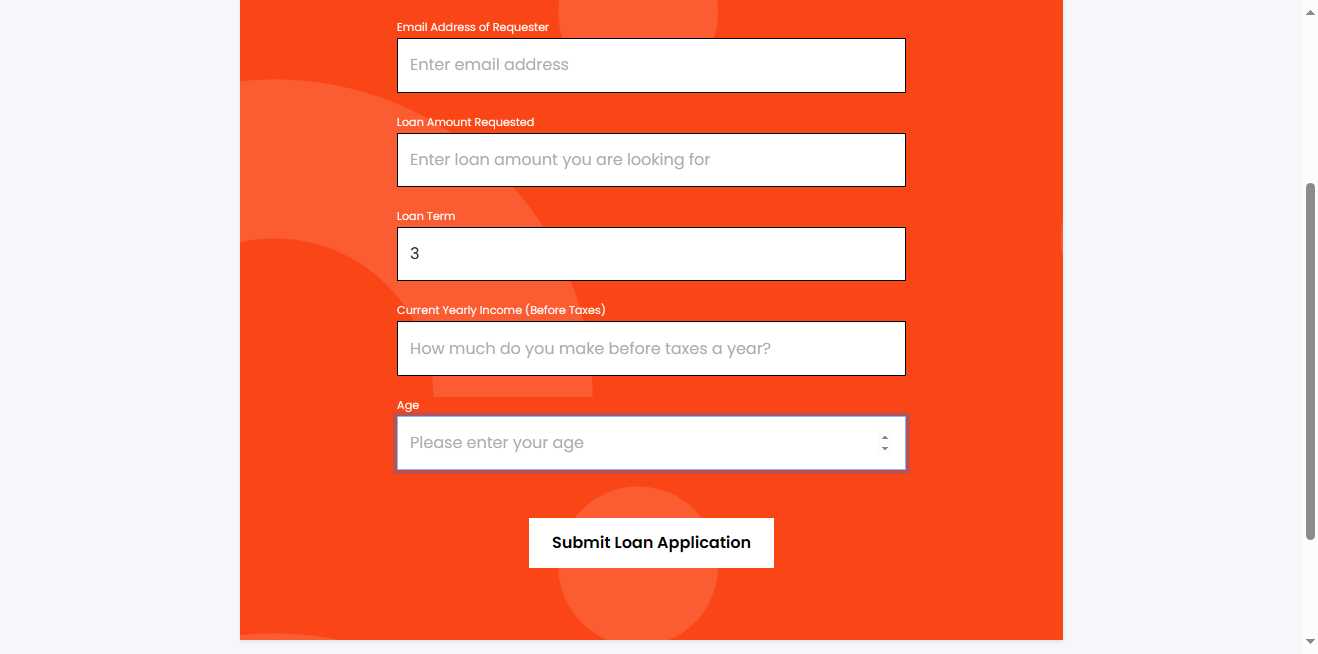 Email Address of Requester
Enter email address
Loan Amount Requested
Enter loan amount you are looking for
Loan Term
3
Current Yearly Income (Before Taxes)
How much do you make before taxes a year?
Age
Please enter your age
Submit Loan Application